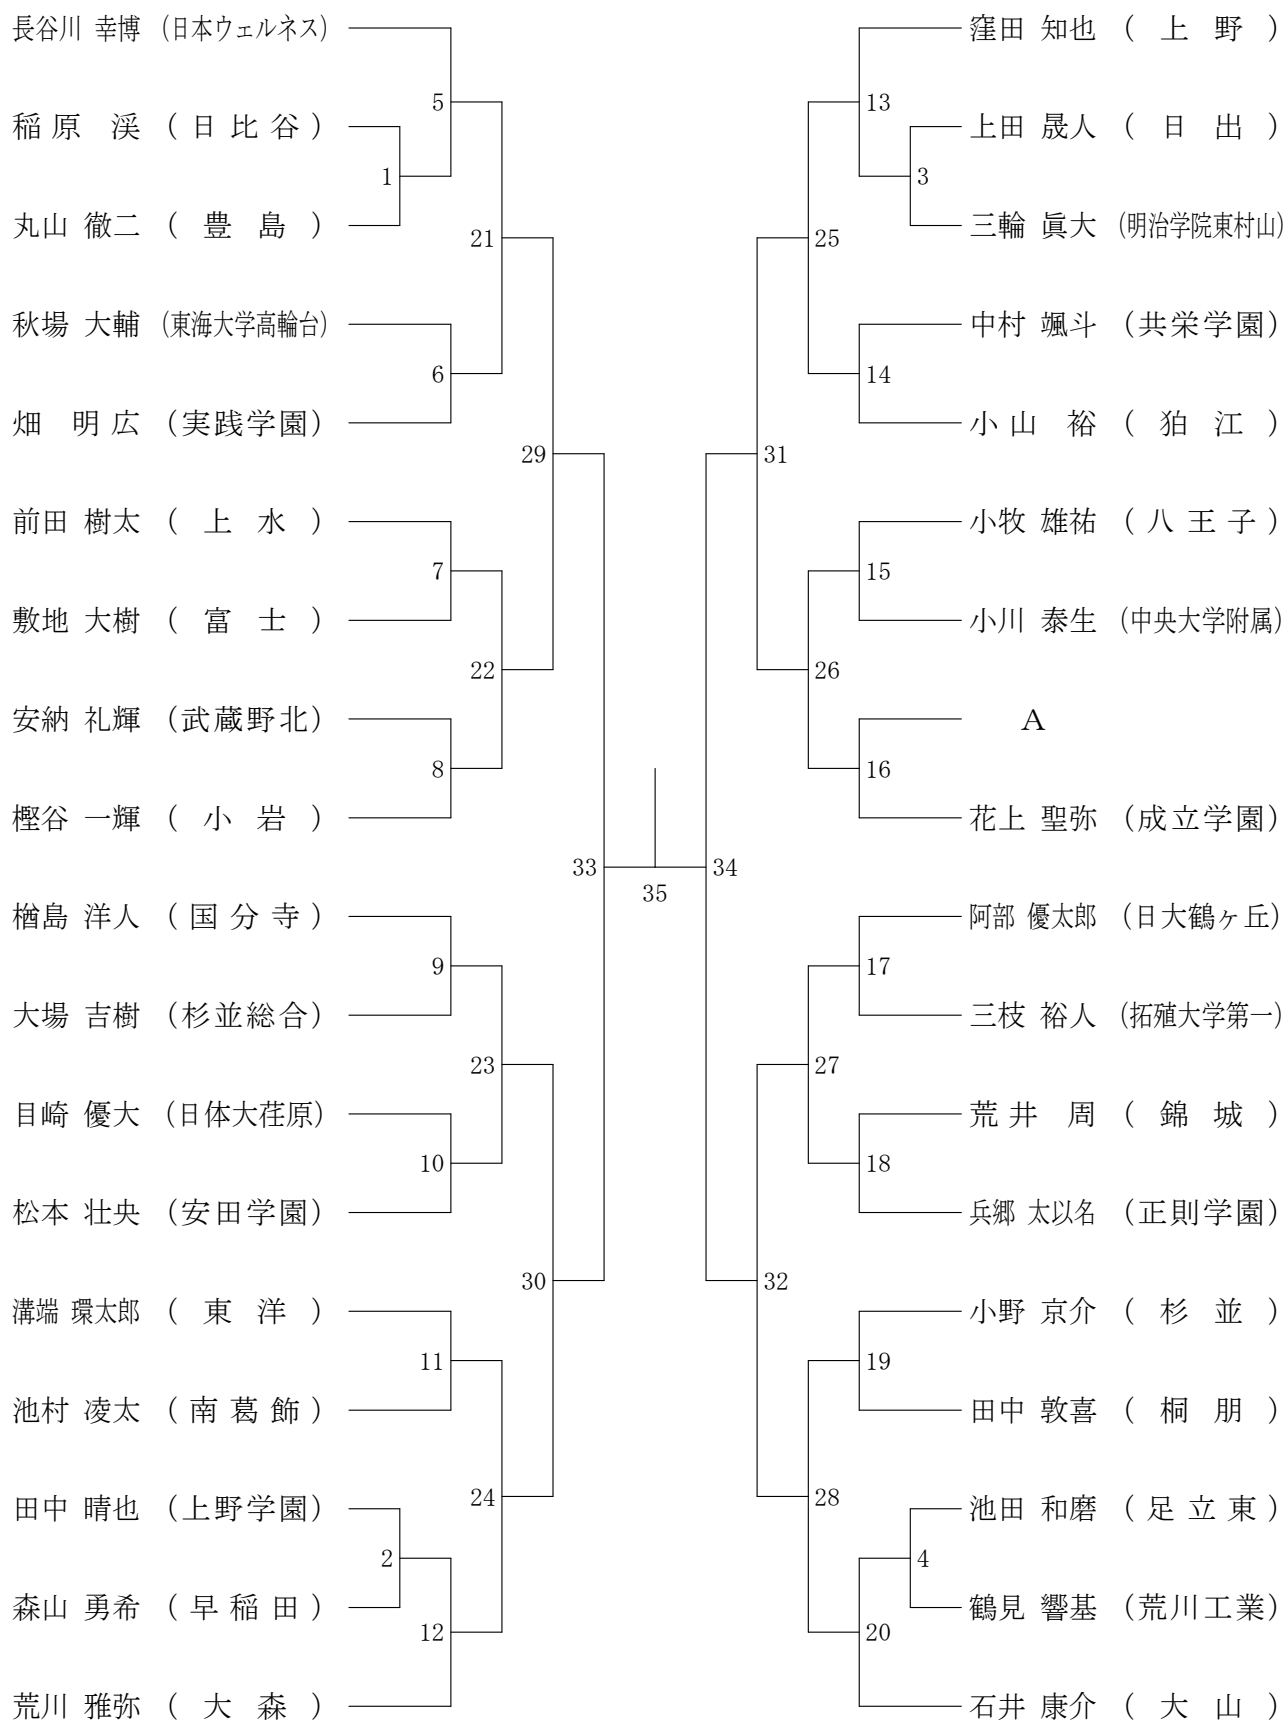 長谷川 幸博 （日本ウェルネス）
5
稲原 渓 （日比谷）
1
丸山 徹二 （豊島）
21
秋場 大輔 （東海大学高輪台）
6
畑 明広 （実践学園）
29
前田 樹太 （上水）
7
敷地 大樹 （富士）
22
安納 礼輝 （武蔵野北）
8
樫谷 一輝 （小岩）
33
楢島 洋人 （国分寺）
9
大場 吉樹 （杉並総合）
23
目崎 優大 （日体大荏原）
10
松本 壮央 （安田学園）
30
溝端 環太郎 （東洋）
11
池村 凌太 （南葛飾）
24
田中 晴也 （上野学園）
2
森山 勇希 （早稲田）
12
荒川 雅弥 （大森）
35
窪田 知也 （上野）
13
上田 晟人 （日出）
3
三輪 眞大 （明治学院東村山）
25
中村 颯斗 （共栄学園）
14
小山 裕 （狛江）
31
小牧 雄祐 （八王子）
15
小川 泰生 （中央大学附属）
26
A
16
花上 聖弥 （成立学園）
34
阿部 優太郎 （日大鶴ヶ丘）
17
三枝 裕人 （拓殖大学第一）
27
荒井 周 （錦城）
18
兵郷 太以名 （正則学園）
32
小野 京介 （杉並）
19
田中 敦喜 （桐朋）
28
池田 和磨 （足立東）
4
鶴見 響基 （荒川工業）
20
石井 康介 （大山）